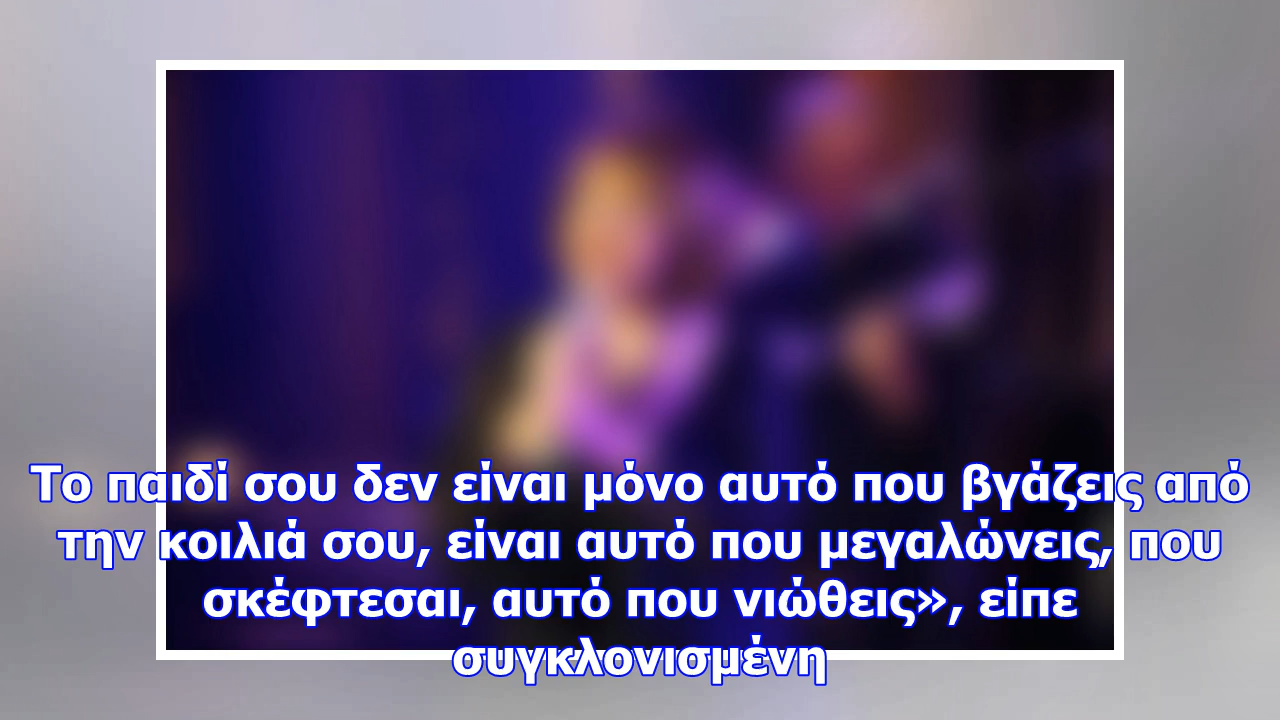 Το παιδί σου δεν είναι μόνο αυτό που βγάζεις από
την κοιλιά σου, είναι αυτό που μεγαλώνεις, που
σκέφτεσαι, αυτό που νιώθεις», είπε
συγκλονισμένη